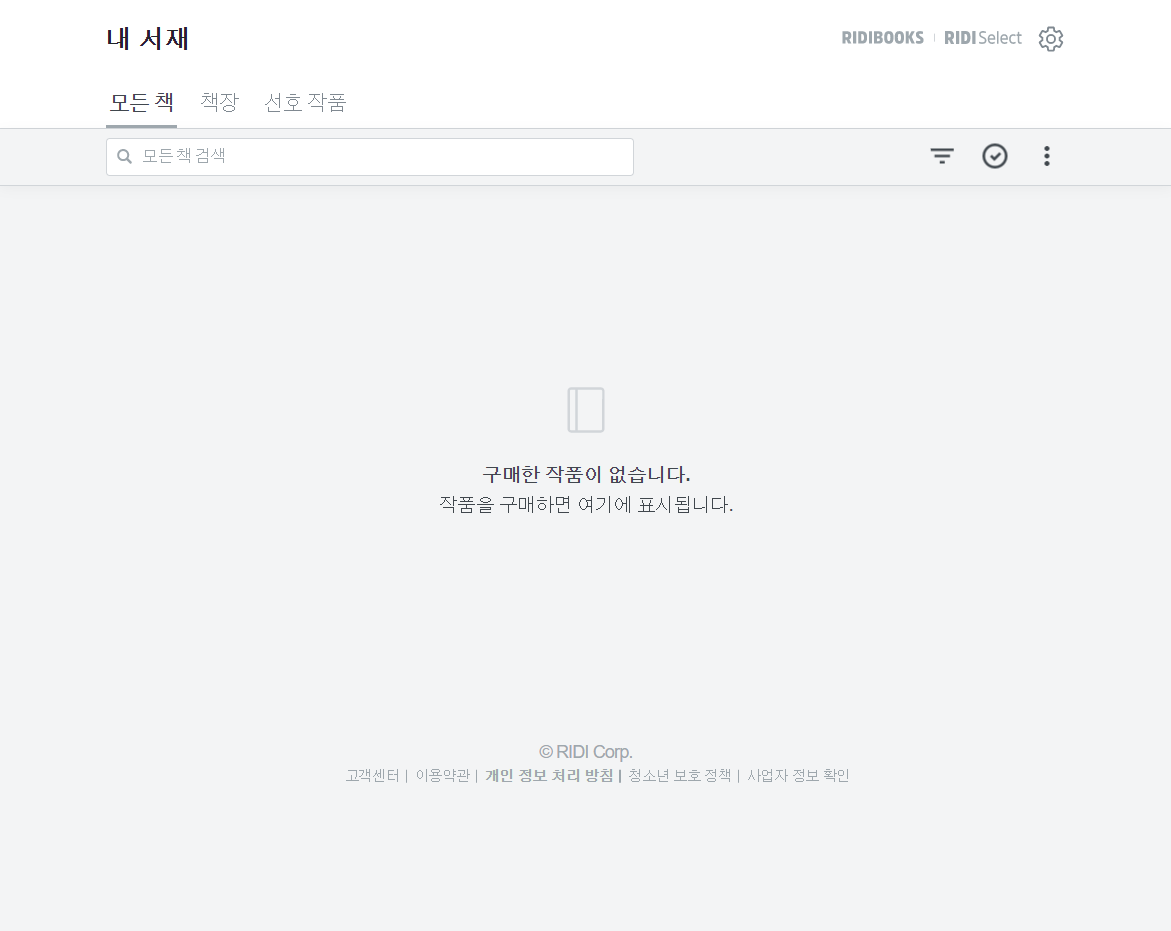 내 서재
RIDIBOOKS | RIDI Select
모든 책 책장 선호 작품
모든 책 검색
구매한 작품이 없습니다.
작품을 구매하면 여기에 표시됩니다.
© RIDI Corp.
고객센터 | 이용약관 | 개인 정보 처리 방침 | 청소년 보호 정책 | 사업자 정보 확인